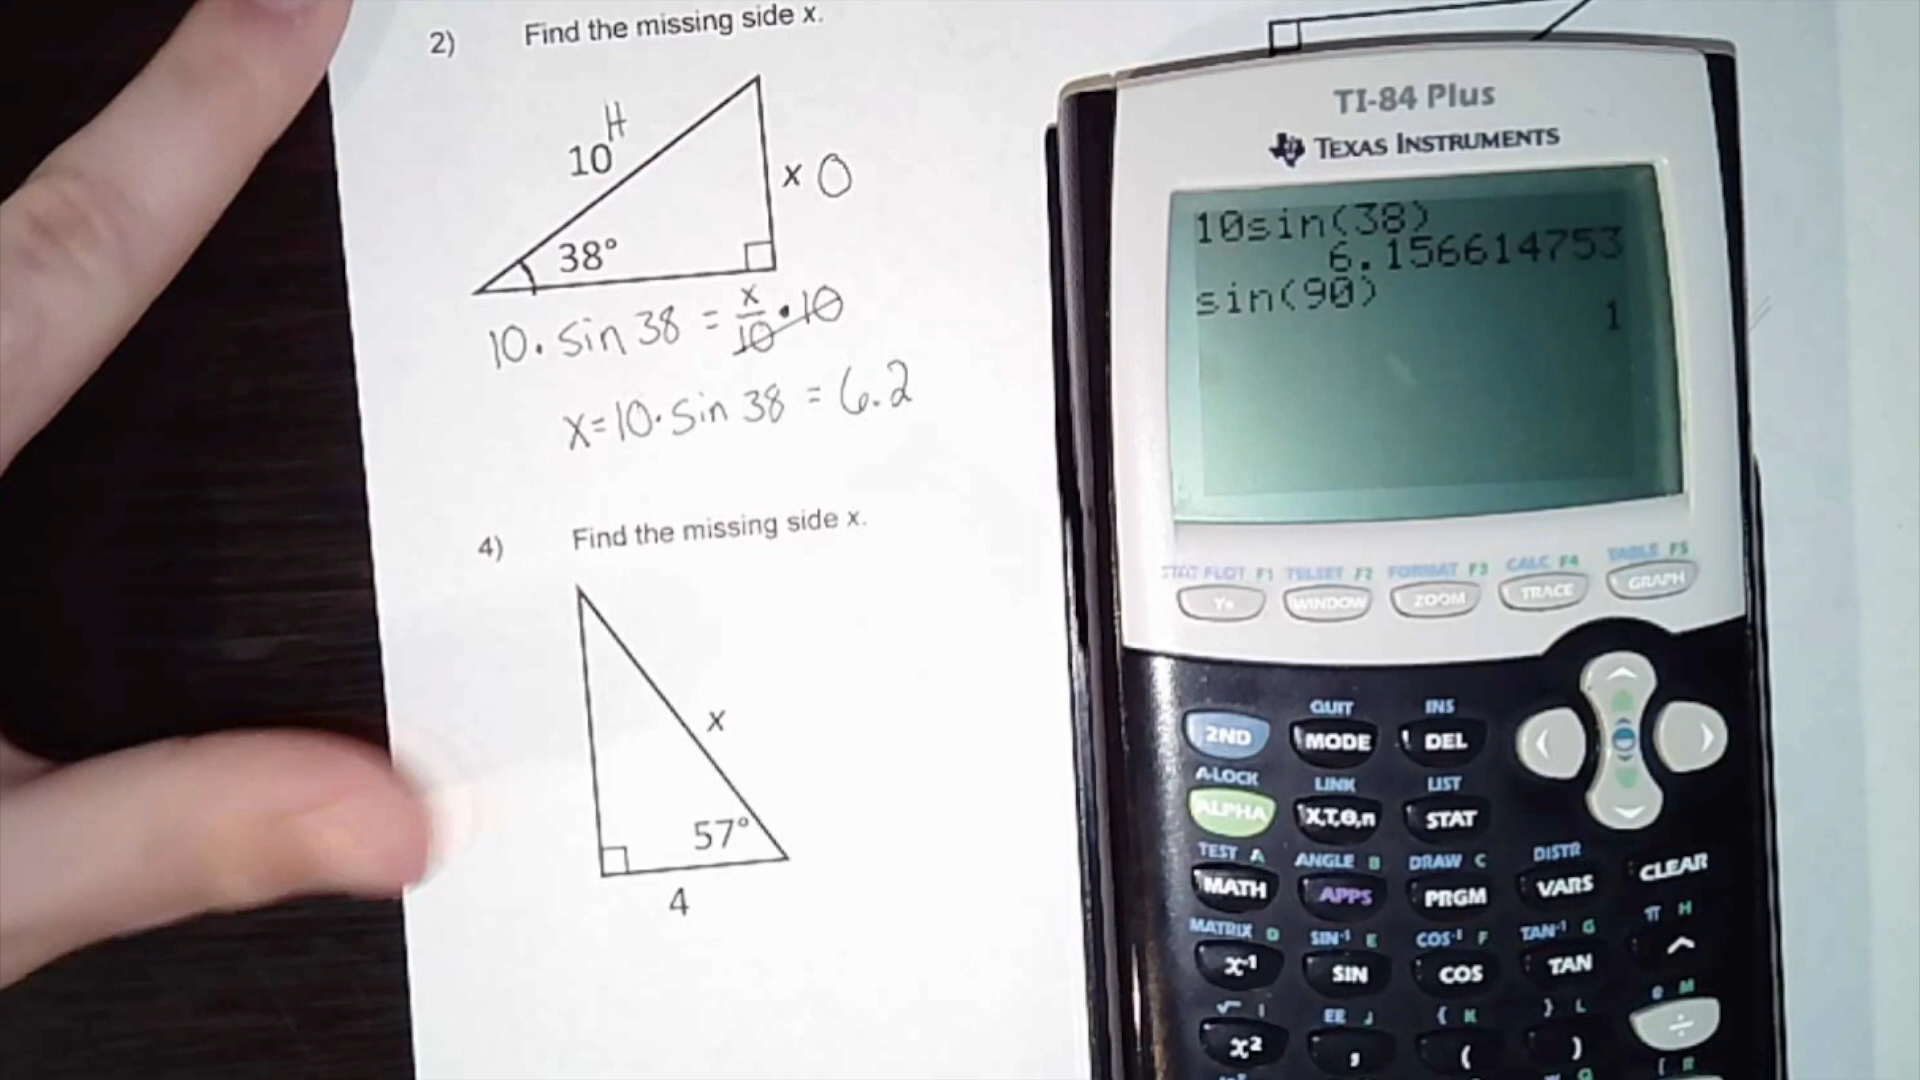 2) Find the missing side x.
H
10
x O
38°
10 · sin 38 = x/10 · 10
x = 10 · sin 38 = 6.2
4) Find the missing side x.
x
57°
4
TI-84 Plus
TEXAS INSTRUMENTS
10sin(38)
6.156614753
sin(90)
1
STAT PLOT F1 TBLSET F2 FORMAT F3 CALC F4 TABLE F5
Y= WINDOW ZOOM TRACE GRAPH
QUIT INS
2ND MODE DEL
A-LOCK LINK LIST
ALPHA X,T,θ,n STAT
TEST A ANGLE B DRAW C DISTR
MATH APPS PRGM VARS CLEAR
MATRIX D SIN⁻¹ E COS⁻¹ F TAN⁻¹ G π H
x⁻¹ SIN COS TAN ^
√ I EE J { K } L e M
x² , ( ) ÷
[ R